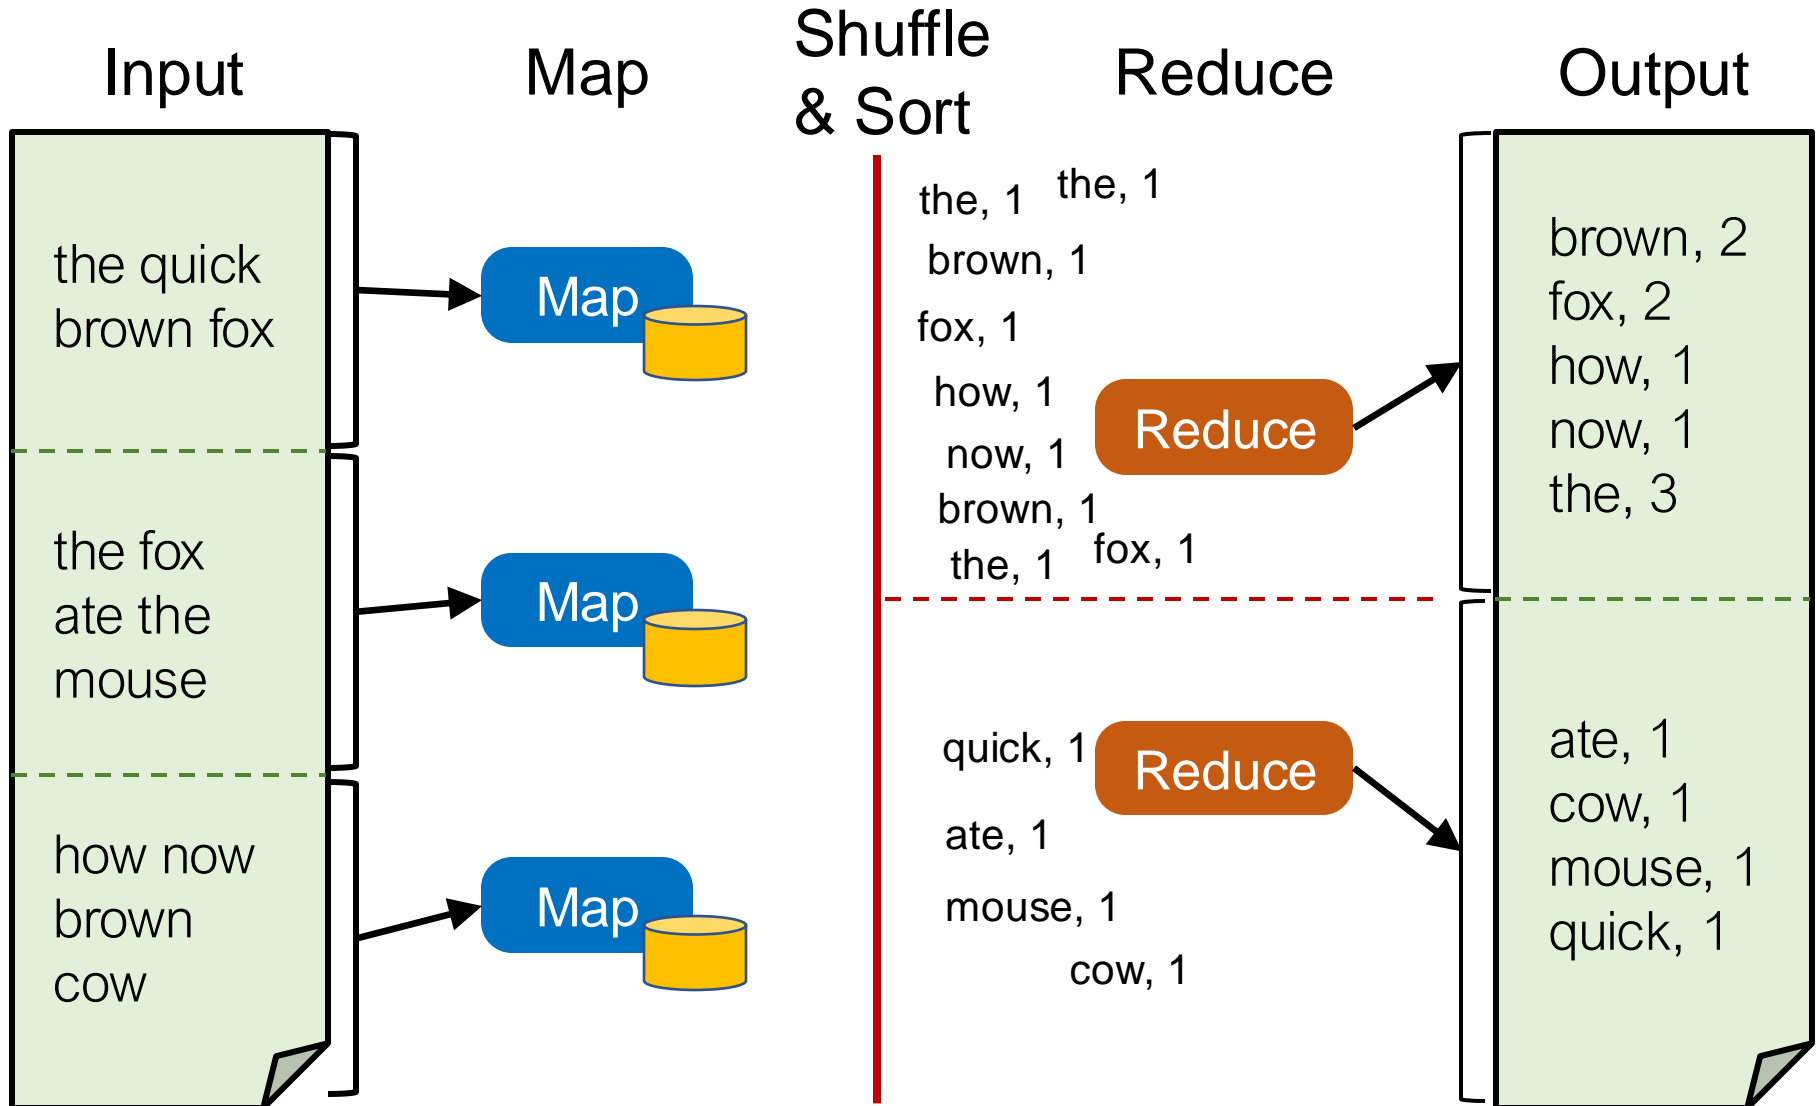 Input
Map
Shuffle
& Sort
Reduce
Output
the quick
brown fox
the fox
ate the
mouse
how now
brown
cow
Map
Map
Map
the, 1
the, 1
brown, 1
fox, 1
how, 1
now, 1
brown, 1
the, 1
fox, 1
Reduce
quick, 1
ate, 1
mouse, 1
cow, 1
Reduce
brown, 2
fox, 2
how, 1
now, 1
the, 3
ate, 1
cow, 1
mouse, 1
quick, 1